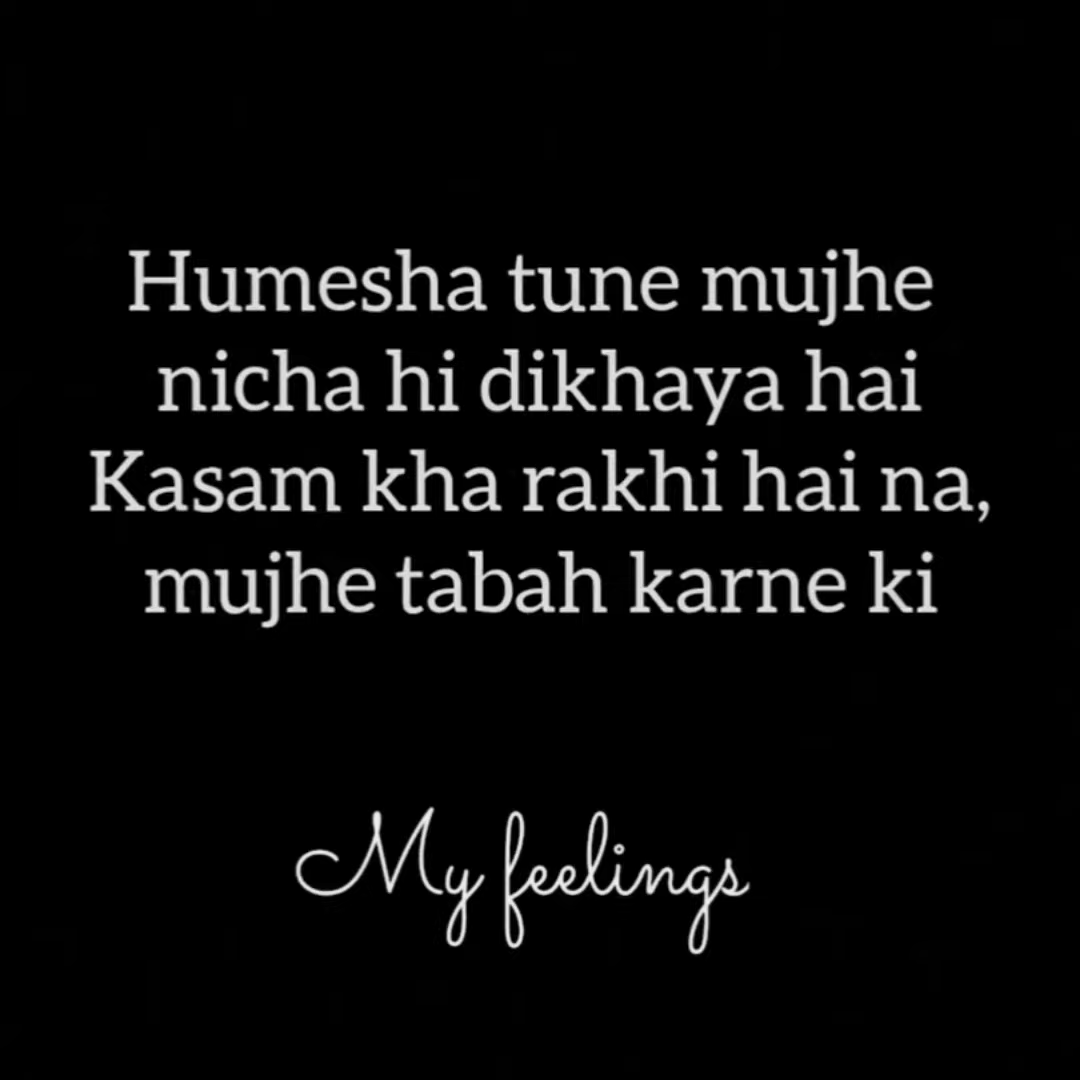 Humesha tune mujhe
nicha hi dikhaya hai
Kasam kha rakhi hai na,
mujhe tabah karne ki
My feelings